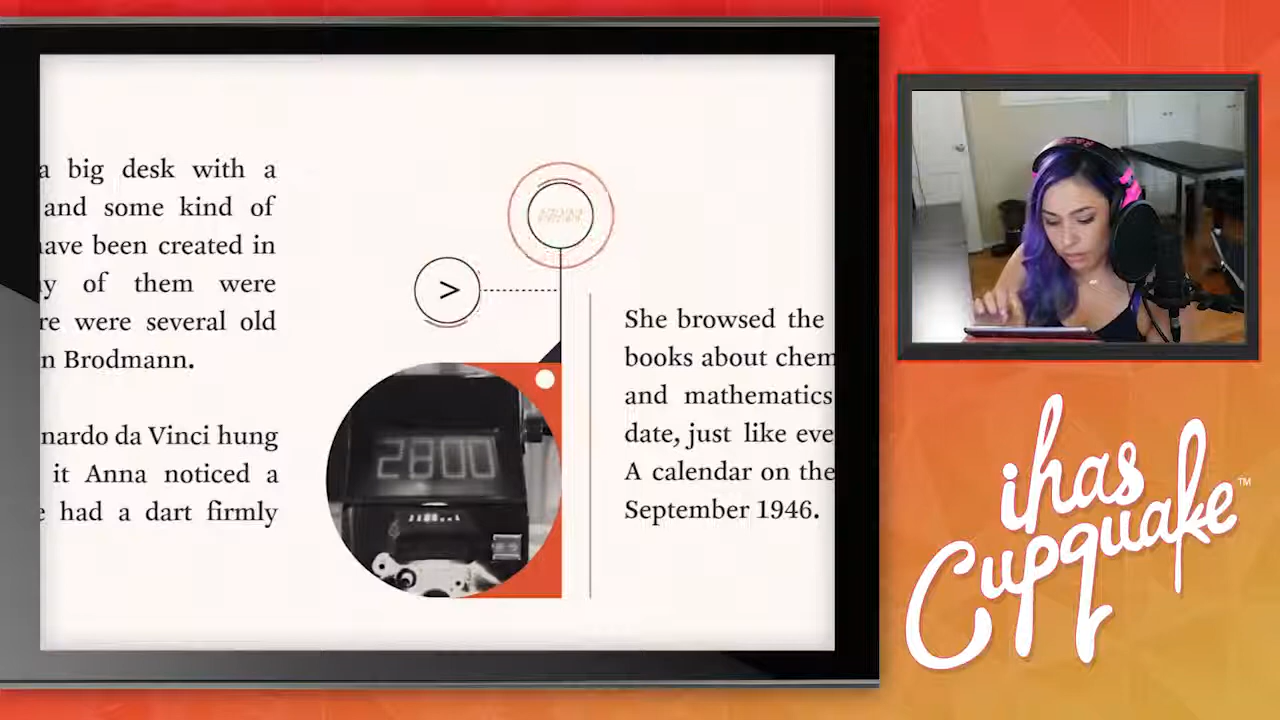 a big desk with a
and some kind of
have been created in
of them were
were several old
n Brodmann.
nardo da Vinci hung
it Anna noticed a
had a dart firmly
>
2800
She browsed the
books about chem
and mathematics
date, just like eve
A calendar on the
September 1946.
ihas
Cupquake™